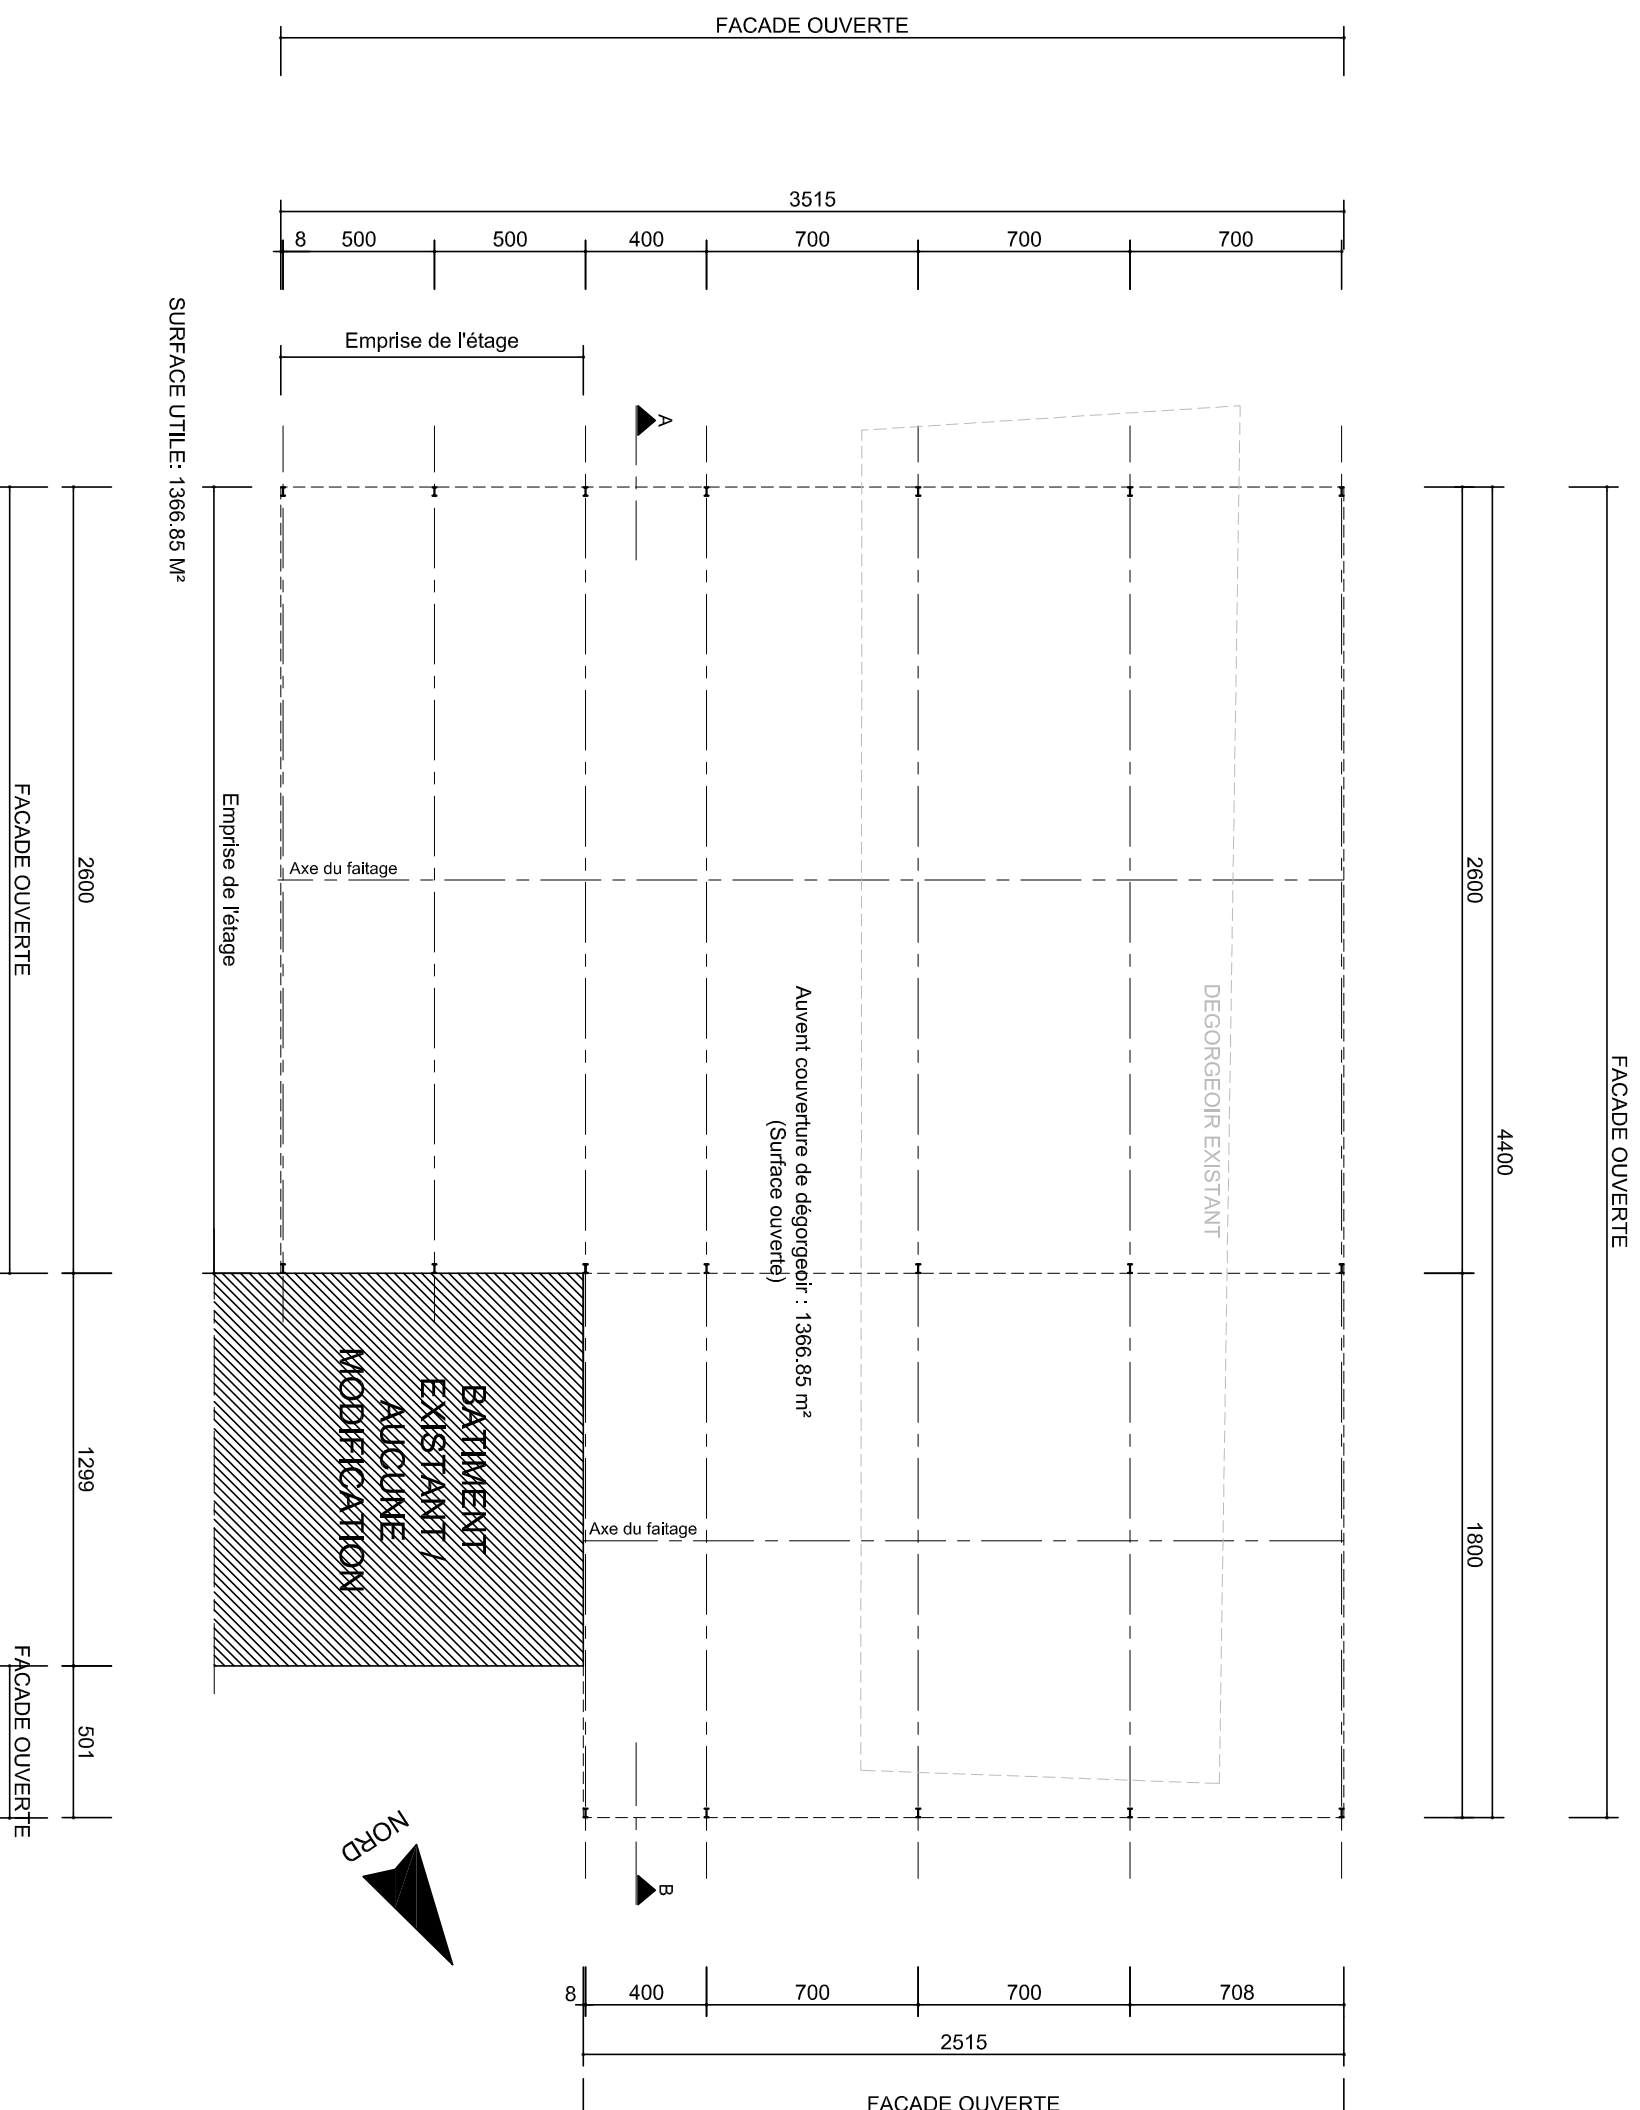 FACADE OUVERTE
3515
8 500 500 400 700 700 700
Emprise de l'étage
A
SURFACE UTILE: 1366.85 M²
FACADE OUVERTE
2600
Emprise de l'étage
Axe du faitage
DEGORGEOIR EXISTANT
Auvent couverture de dégorgeoir : 1366.85 m²
(Surface ouverte)
2600
4400
FACADE OUVERTE
BATIMENT
EXISTANT /
AUCUNE
MODIFICATION
1299
Axe du faitage
1800
FACADE OUVERTE
501
NORD
B
8 400 700 700 708
2515
FACADE OUVERTE